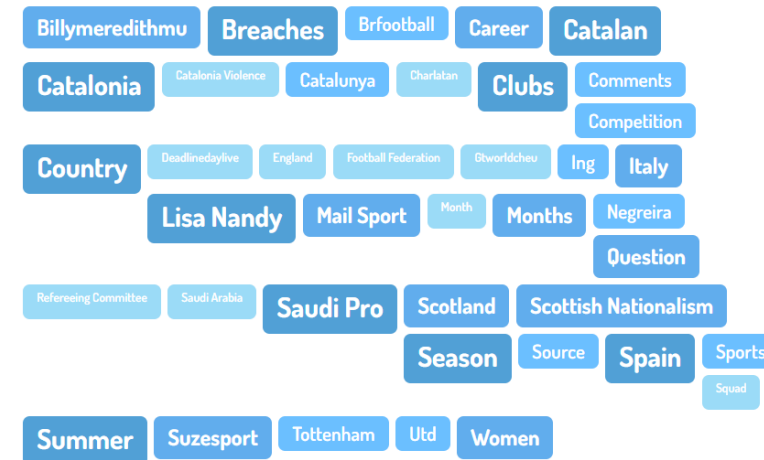 Billymeredithmu Breaches Brfootball Career Catalan
Catalonia Catalonia Violence Catalunya Charlatan Clubs Comments
Competition
Country Deadlinedaylive England Football Federation Gtworldcheu Ing Italy
Lisa Nandy Mail Sport Month Months Negreira
Question
Refereeing Committee Saudi Arabia Saudi Pro Scotland Scottish Nationalism
Season Source Spain Sports
Squad
Summer Suzesport Tottenham Utd Women